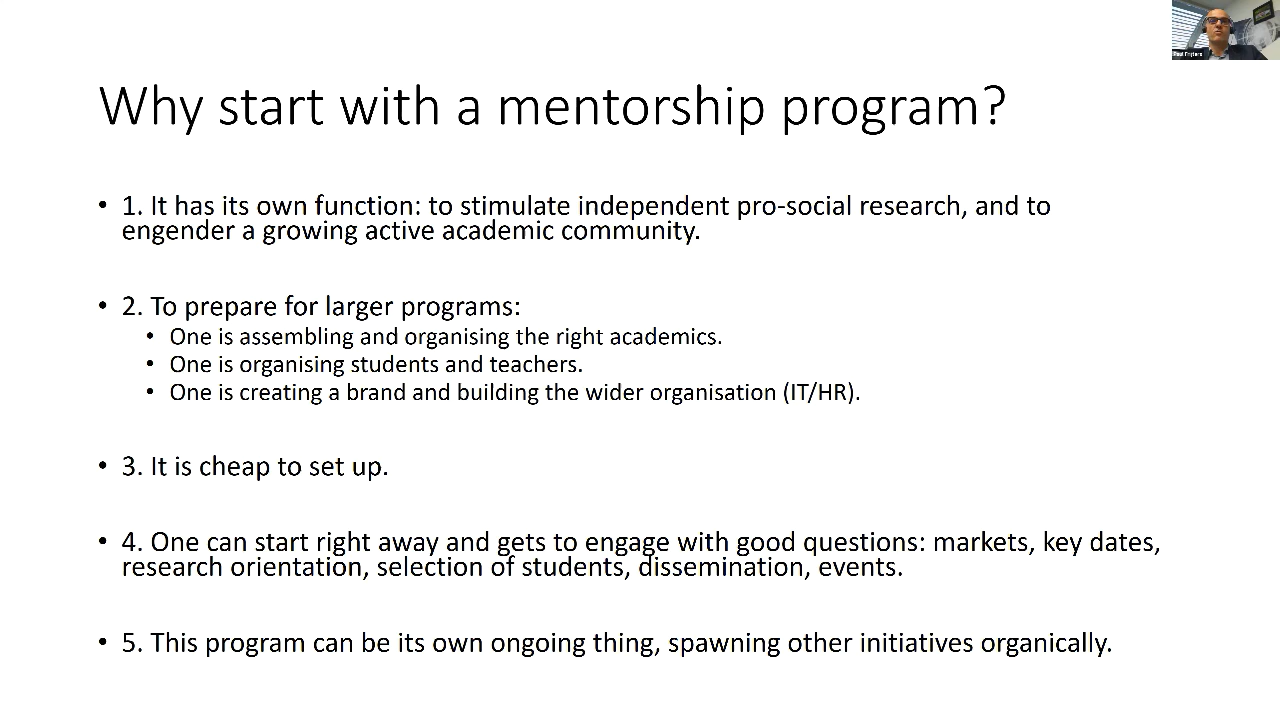 Why start with a mentorship program?
• 1. It has its own function: to stimulate independent pro-social research, and to
engender a growing active academic community.
• 2. To prepare for larger programs:
• One is assembling and organising the right academics.
• One is organising students and teachers.
• One is creating a brand and building the wider organisation (IT/HR).
• 3. It is cheap to set up.
• 4. One can start right away and gets to engage with good questions: markets, key dates,
research orientation, selection of students, dissemination, events.
• 5. This program can be its own ongoing thing, spawning other initiatives organically.
Paul Frijters